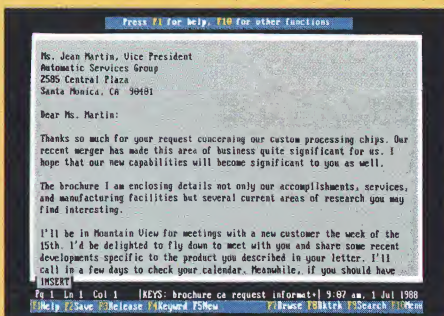 Press F1 for help, F10 for other functions
Ms. Jean Martin, Vice President
Automatic Services Group
2585 Central Plaza
Santa Monica, CA 90401
Dear Ms. Martin:
Thanks so much for your request concerning our custom processing chips. Our
recent merger has made this area of business quite significant for us. I
hope that our new capabilities will become significant to you as well.
The brochure I am enclosing details not only our accomplishments, services,
and manufacturing facilities but several current areas of research you may
find interesting.
I'll be in Mountain View for meetings with a new customer the week of the
15th. I'd be delighted to fly down to meet with you and share some recent
developments specific to the product you described in your letter. I'll
call in a few days to check your calendar. Meanwhile, if you should have
INSERT
Pg 1 Ln 1 Col 1 |KEYS: brochure ca request informat•| 9:07 am, 1 Jul 1988
F1Help F2Save F3Release F4Keywrd F5New F7Browse F8Bktrk F9Search F10Menu